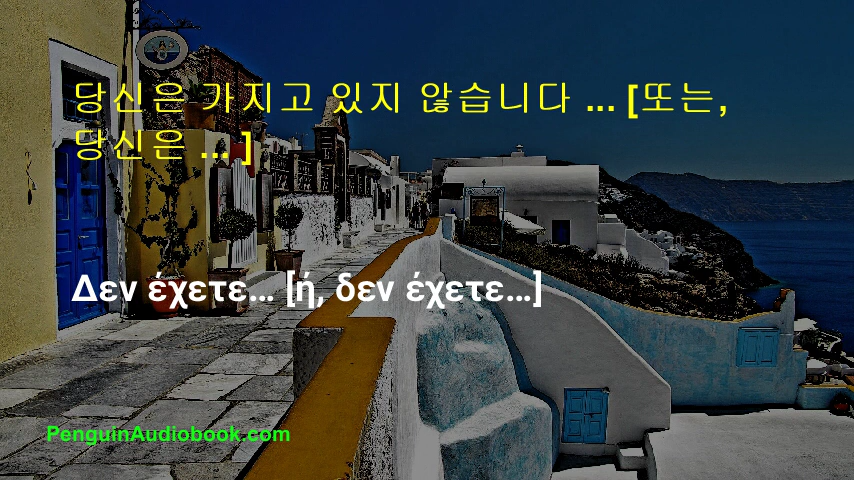 당신은 가지고 있지 않습니다 ... [또는,
당신은 ... ]
Δεν έχετε... [ή, δεν έχετε...]
PenguinAudiobook.com